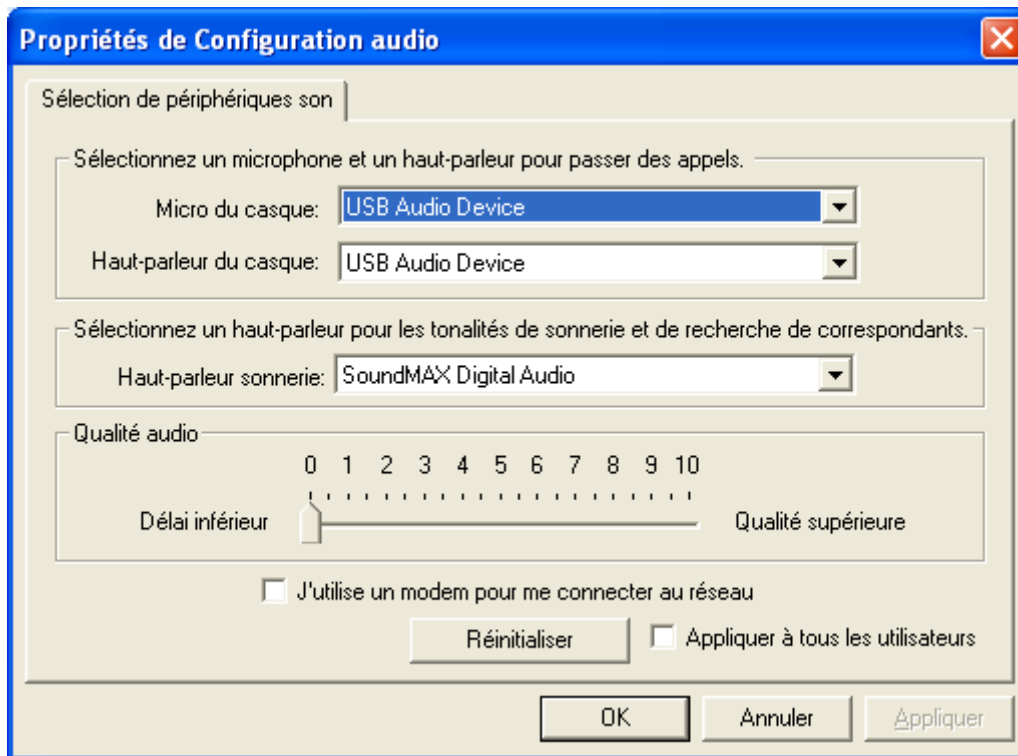 Propriétés de Configuration audio
Sélection de périphériques son
Sélectionnez un microphone et un haut-parleur pour passer des appels.
Micro du casque: USB Audio Device
Haut-parleur du casque: USB Audio Device
Sélectionnez un haut-parleur pour les tonalités de sonnerie et de recherche de correspondants.
Haut-parleur sonnerie: SoundMAX Digital Audio
Qualité audio
0 1 2 3 4 5 6 7 8 9 10
Délai inférieur Qualité supérieure
J'utilise un modem pour me connecter au réseau
Réinitialiser Appliquer à tous les utilisateurs
OK Annuler Appliquer